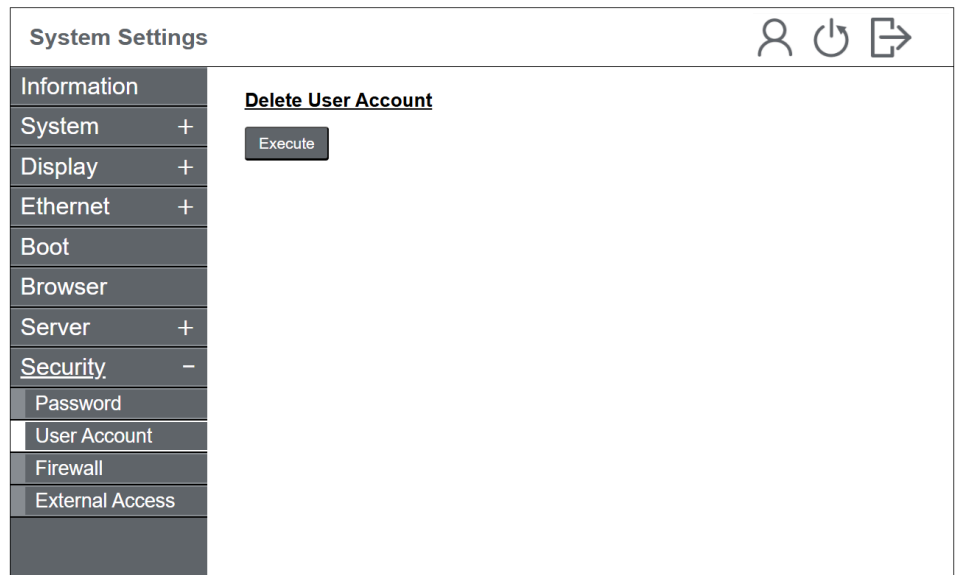 System Settings
Information
System +
Display +
Ethernet +
Boot
Browser
Server +
Security -
Password
User Account
Firewall
External Access
Delete User Account
Execute